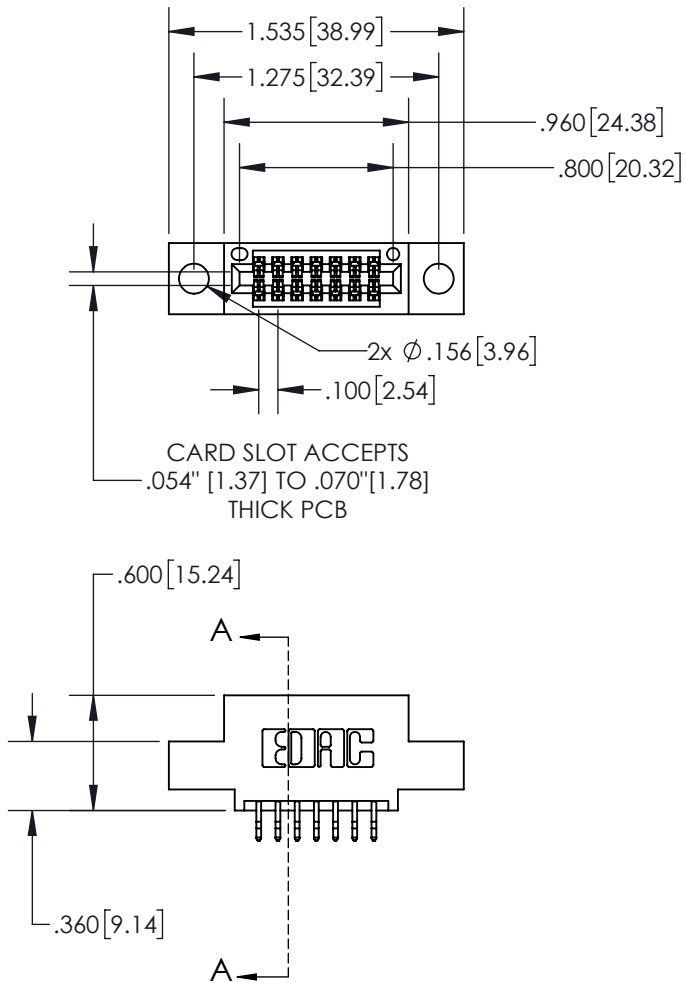 1.535[38.99]
1.275[32.39]
.960[24.38]
.800[20.32]
2x Ø.156[3.96]
.100[2.54]
CARD SLOT ACCEPTS
.054" [1.37] TO .070"[1.78]
THICK PCB
.600[15.24]
A
EDAC
.360[9.14]
A